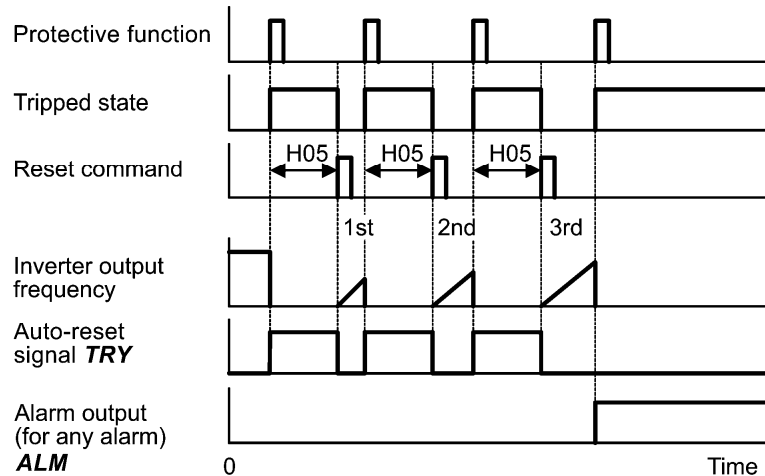 Protective function
Tripped state
Reset command
H05 H05 H05
1st 2nd 3rd
Inverter output
frequency
Auto-reset
signal TRY
Alarm output
(for any alarm)
ALM
0 Time